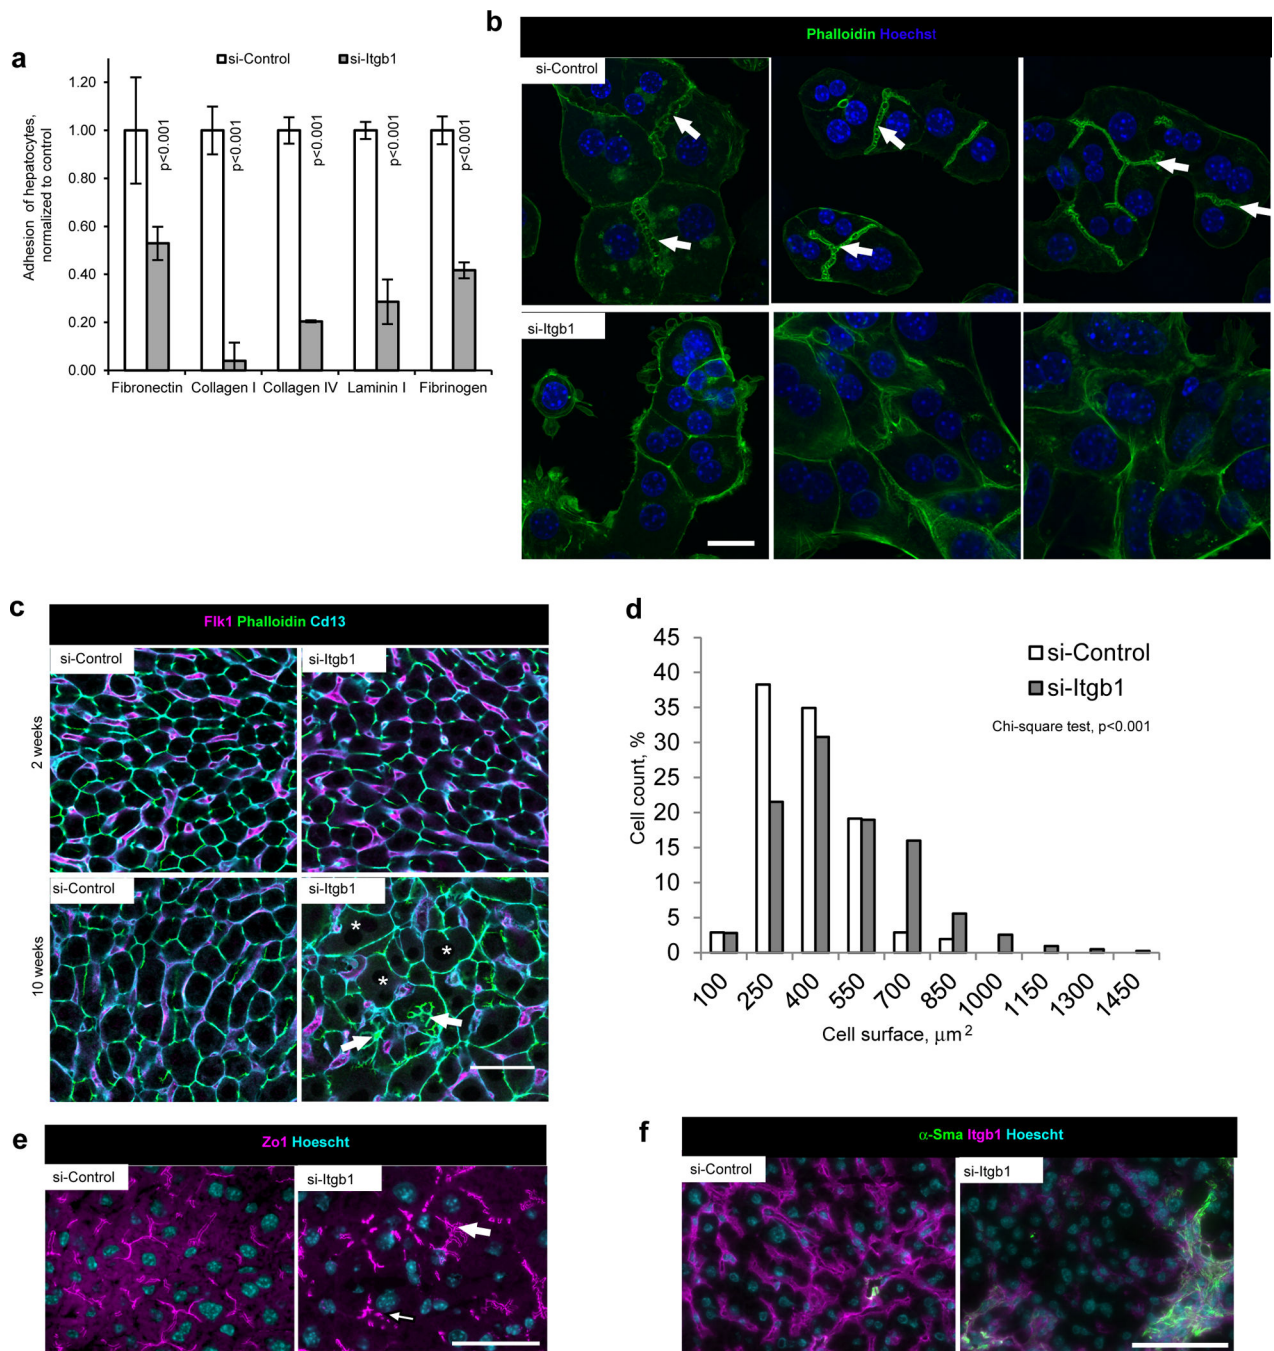 a
si-Control si-Itgb1
Adhesion of hepatocytes,
normalized to control
1.20
1.00
0.80
0.60
0.40
0.20
0.00
p<0.001
p<0.001
p<0.001
p<0.001
p<0.001
Fibronectin Collagen I Collagen IV Laminin I Fibrinogen
b
Phalloidin Hoechst
si-Control
si-Itgb1
c
Flk1 Phalloidin Cd13
si-Control
si-Itgb1
2 weeks
si-Control
si-Itgb1
10 weeks
*
*
*
d
45
40
35
30
25
20
15
10
5
0
Cell count, %
si-Control
si-Itgb1
Chi-square test, p<0.001
100 250 400 550 700 850 1000 1150 1300 1450
Cell surface, μm²
e
Zo1 Hoescht
si-Control
si-Itgb1
f
α-Sma Itgb1 Hoescht
si-Control
si-Itgb1